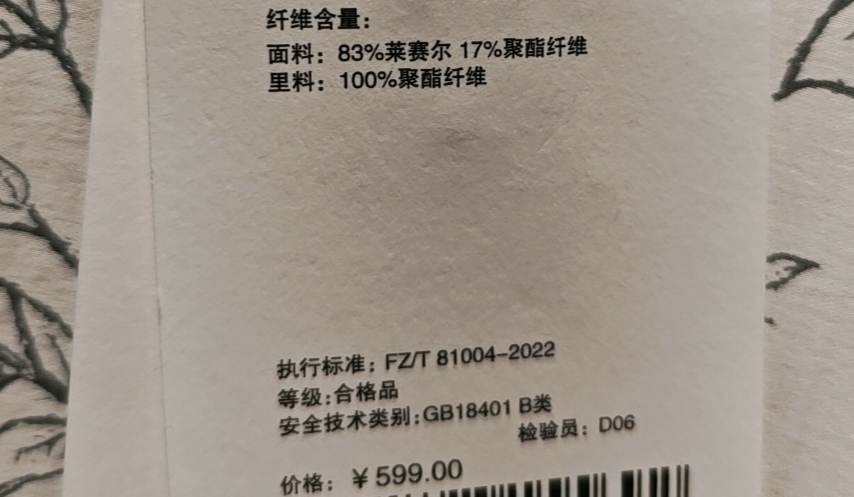 纤维含量：
面料：83%莱赛尔 17%聚酯纤维
里料：100%聚酯纤维
执行标准：FZ/T 81004-2022
等级:合格品
安全技术类别:GB18401 B类
检验员：D06
价格：￥599.00